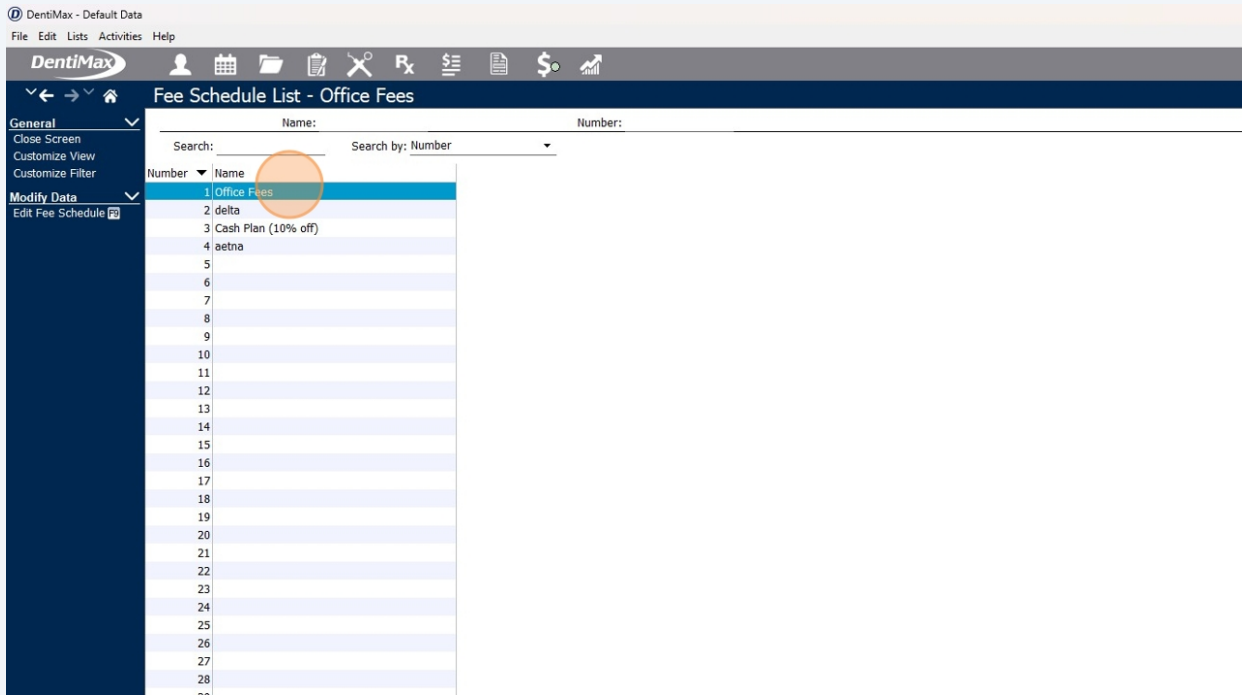 DentiMax - Default Data
File Edit Lists Activities Help
DentiMax
Fee Schedule List - Office Fees
General
Close Screen
Customize View
Customize Filter
Modify Data
Edit Fee Schedule F9
Name: Number:
Search: Search by: Number
Number Name
1 Office Fees
2 delta
3 Cash Plan (10% off)
4 aetna
5
6
7
8
9
10
11
12
13
14
15
16
17
18
19
20
21
22
23
24
25
26
27
28